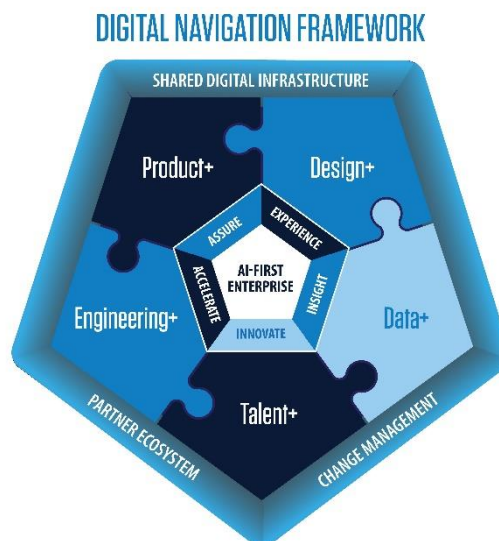 DIGITAL NAVIGATION FRAMEWORK
SHARED DIGITAL INFRASTRUCTURE
Product+
Design+
ASSURE
EXPERIENCE
AI-FIRST
ENTERPRISE
ACCELERATE
INSIGHT
INNOVATE
Engineering+
Data+
Talent+
PARTNER ECOSYSTEM
CHANGE MANAGEMENT